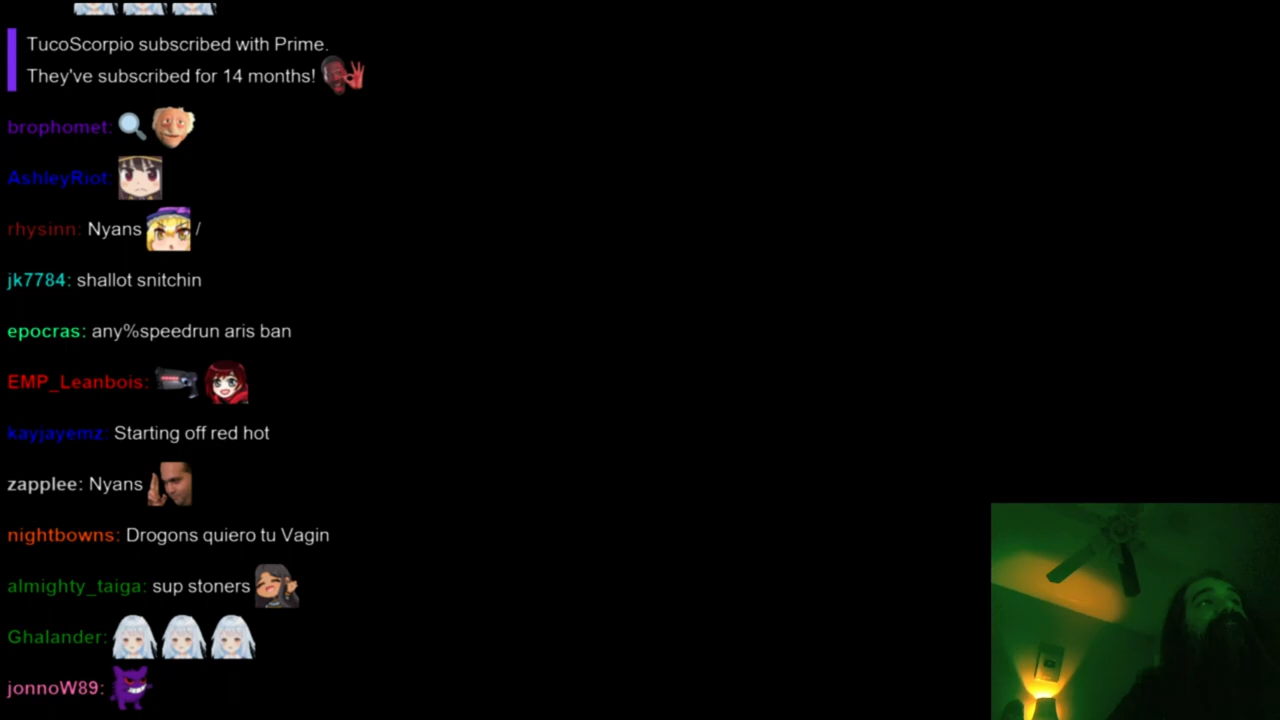 TucoScorpio subscribed with Prime.
They've subscribed for 14 months!
brophomet:
AshleyRiot:
rhysinn: Nyans /
jk7784: shallot snitchin
epocras: any%speedrun aris ban
EMP_Leanbois:
kayjayemz: Starting off red hot
zapplee: Nyans
nightbowns: Drogons quiero tu Vagin
almighty_taiga: sup stoners
Ghalander:
jonnoW89: